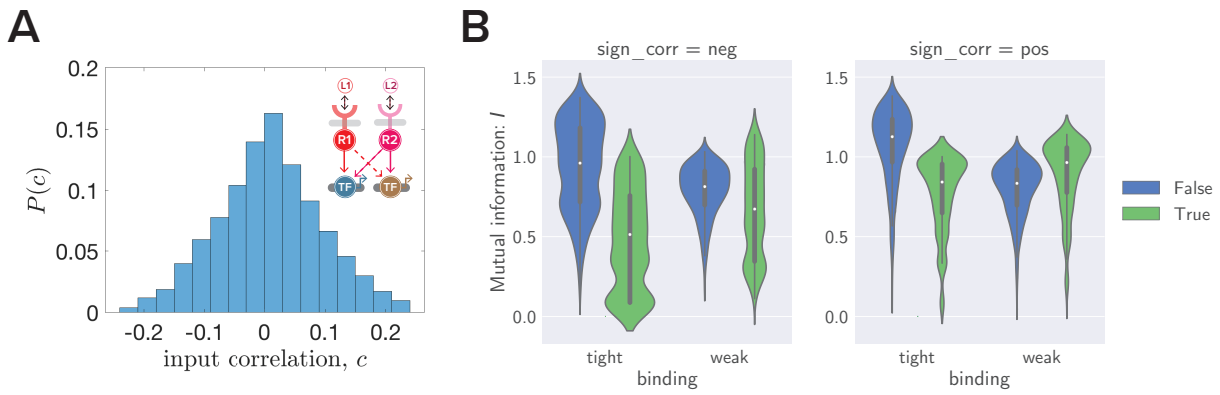 A
P(c)
0.2
0.15
0.1
0.05
0
-0.2
-0.1
0
0.1
0.2
input correlation, c
L1
L2
R1
R2
TF
TF
B
sign_corr = neg
sign_corr = pos
Mutual information: I
1.5
1.0
0.5
0.0
tight
weak
binding
1.5
1.0
0.5
0.0
tight
weak
binding
False
True